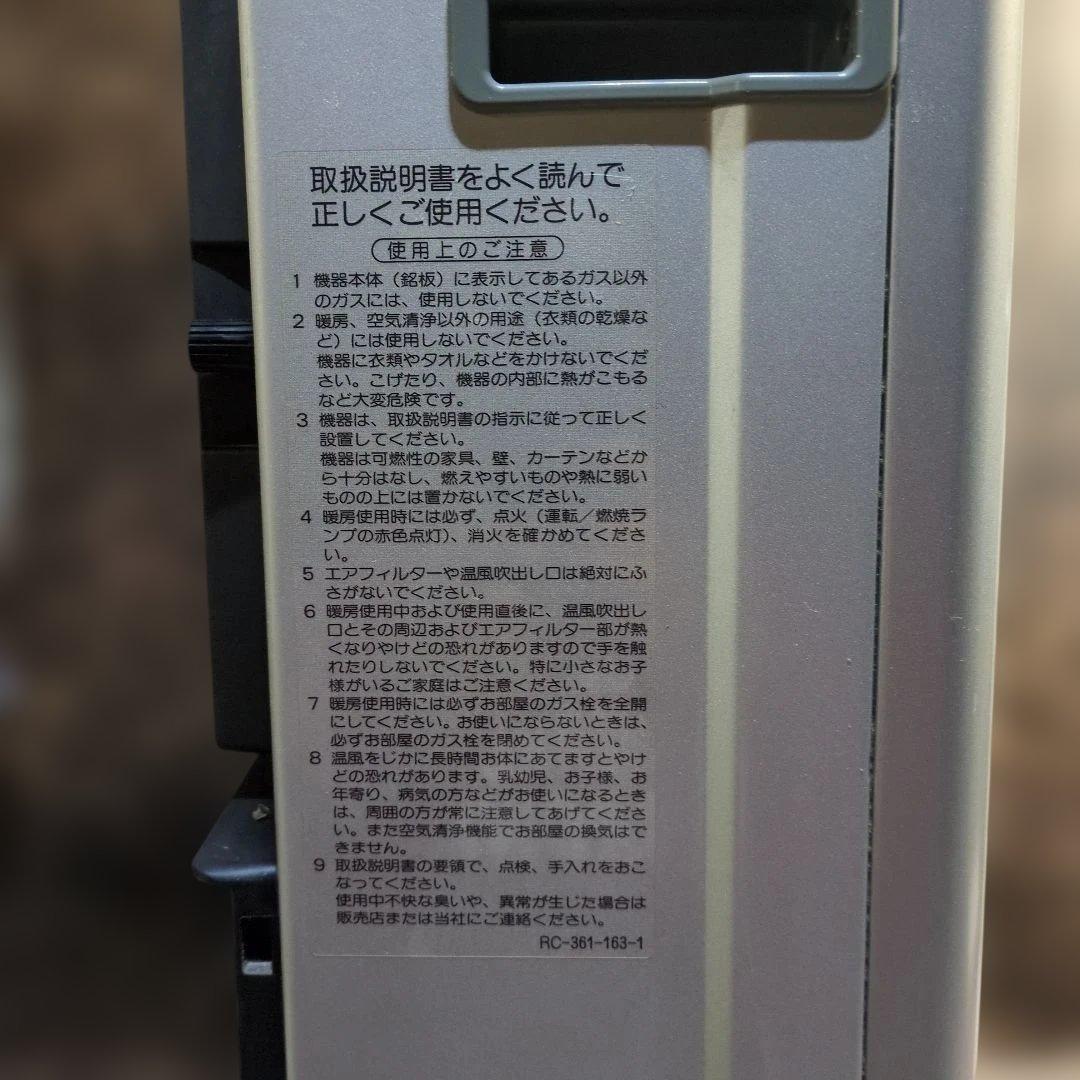 取扱説明書をよく読んで
正しくご使用ください。
使用上のご注意
1 機器本体（銘板）に表示してあるガス以外
のガスには、使用しないでください。
2 暖房、空気清浄以外の用途（衣類の乾燥な
ど）には使用しないでください。
機器に衣類やタオルなどをかけないでくだ
さい。こげたり、機器の内部に熱がこもる
など大変危険です。
3 機器は、取扱説明書の指示に従って正しく
設置してください。
機器は可燃性の家具、壁、カーテンなどか
ら十分はなし、燃えやすいものや熱に弱い
ものの上には置かないでください。
4 暖房使用時には必ず、点火（運転／燃焼ラ
ンプの赤色点灯）、消火を確かめてくださ
い。
5 エアフィルターや温風吹出し口は絶対にふ
さがないでください。
6 暖房使用中および使用直後に、温風吹出し
口とその周辺およびエアフィルター部が熱
くなりやけどの恐れがありますので手を触
れたりしないでください。特に小さなお子
様がいるご家庭はご注意ください。
7 暖房使用時には必ずお部屋のガス栓を全開
にしてください。お使いにならないときは、
必ずお部屋のガス栓を閉めてください。
8 温風をじかに長時間お体にあてますとやけ
どの恐れがあります。乳幼児、お子様、お
年寄り、病気の方などがお使いになるとき
は、周囲の方が常に注意してあげてくださ
い。また空気清浄機能でお部屋の換気はで
きません。
9 取扱説明書の要領で、点検、手入れをおこ
なってください。
使用中不快な臭いや、異常が生じた場合は
販売店または当社にご連絡ください。
RC-361-163-1